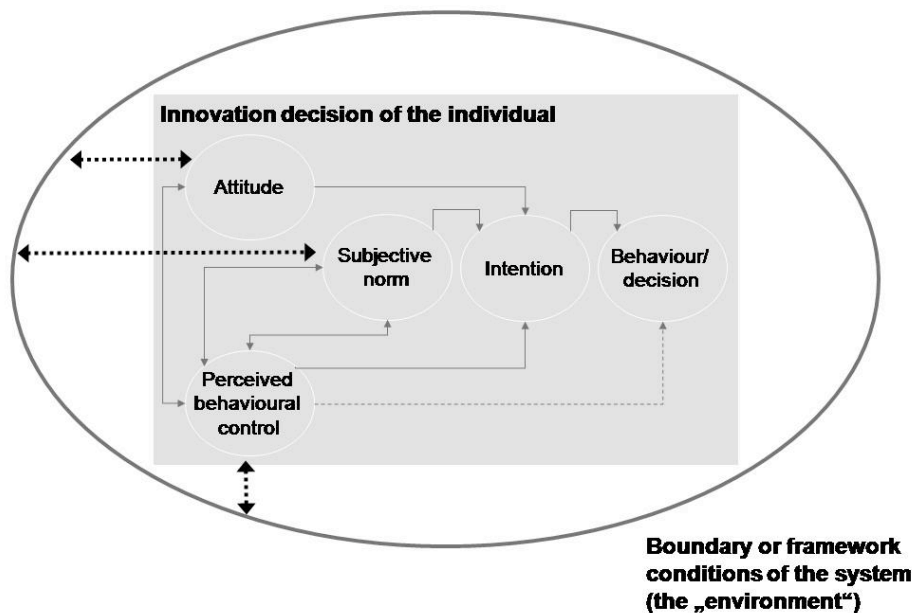 Innovation decision of the individual
Attitude
Subjective
norm
Intention
Behaviour/
decision
Perceived
behavioural
control
Boundary or framework
conditions of the system
(the „environment“)